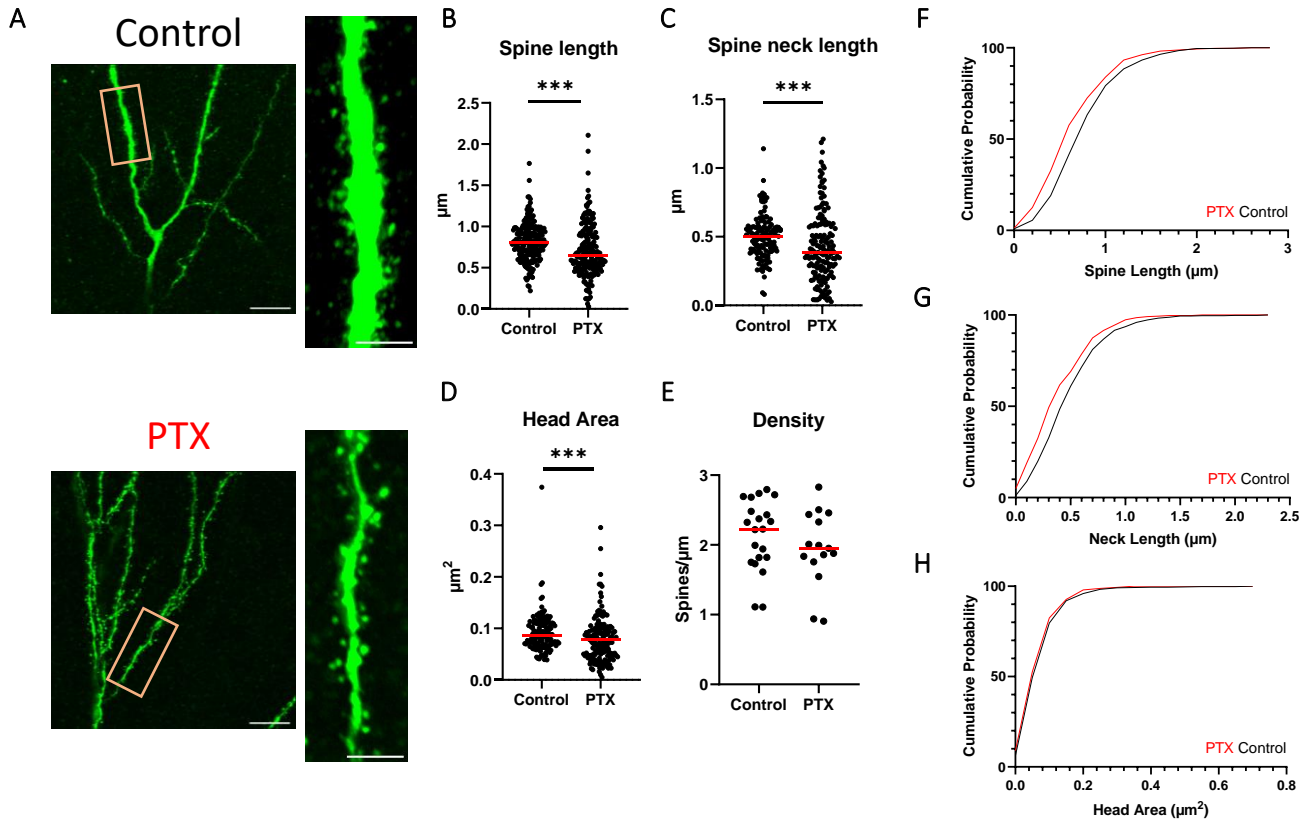 A
Control
PTX
B
Spine length
***
2.5
2.0
1.5
1.0
0.5
0.0
µm
Control PTX
C
Spine neck length
***
1.5
1.0
0.5
0.0
µm
Control PTX
D
Head Area
***
0.4
0.3
0.2
0.1
0.0
µm²
Control PTX
E
Density
3
2
1
0
Spines/µm
Control PTX
F
100
50
0
Cumulative Probability
PTX Control
0 1 2 3
Spine Length (µm)
G
100
50
0
Cumulative Probability
PTX Control
0.0 0.5 1.0 1.5 2.0 2.5
Neck Length (µm)
H
100
50
0
Cumulative Probability
PTX Control
0.0 0.2 0.4 0.6 0.8
Head Area (µm²)